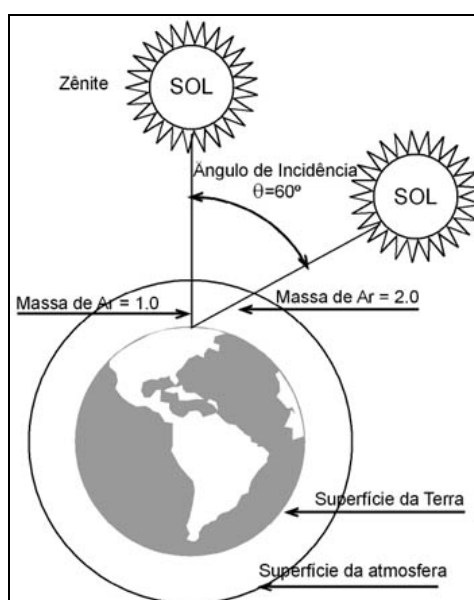 Zênite
SOL
Ângulo de Incidência
θ=60º
SOL
Massa de Ar = 1.0
Massa de Ar = 2.0
Superfície da Terra
Superfície da atmosfera